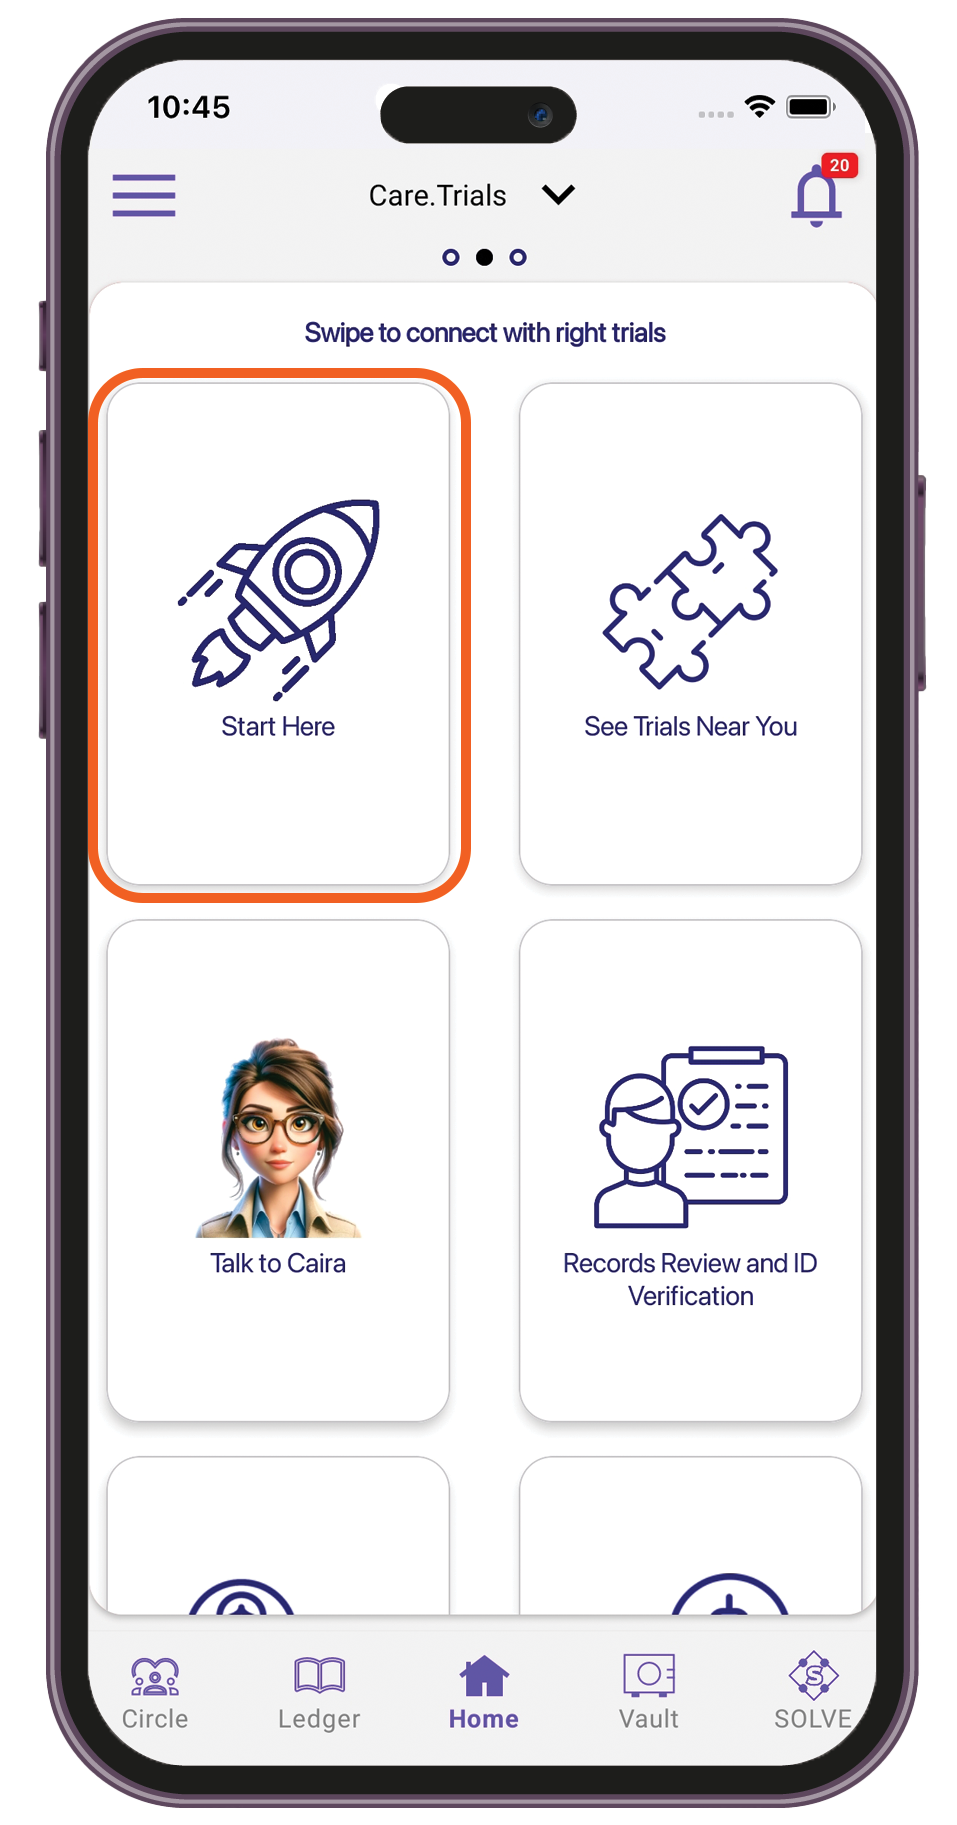 10:45
Care.Trials
20
Swipe to connect with right trials
Start Here
See Trials Near You
Talk to Caira
Records Review and ID
Verification
Circle
Ledger
Home
Vault
S
SOLVE